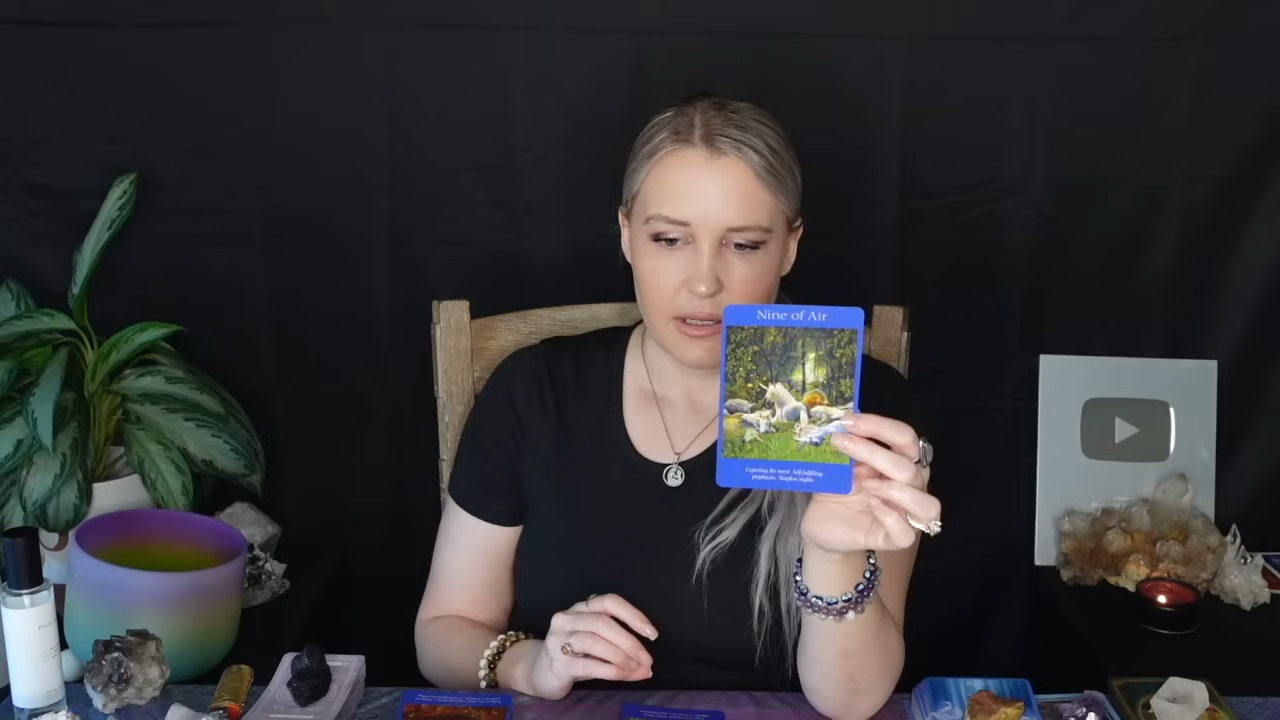 Nine of Air
Expecting the worst. Self-fulfilling
prophecies. Sleepless nights.